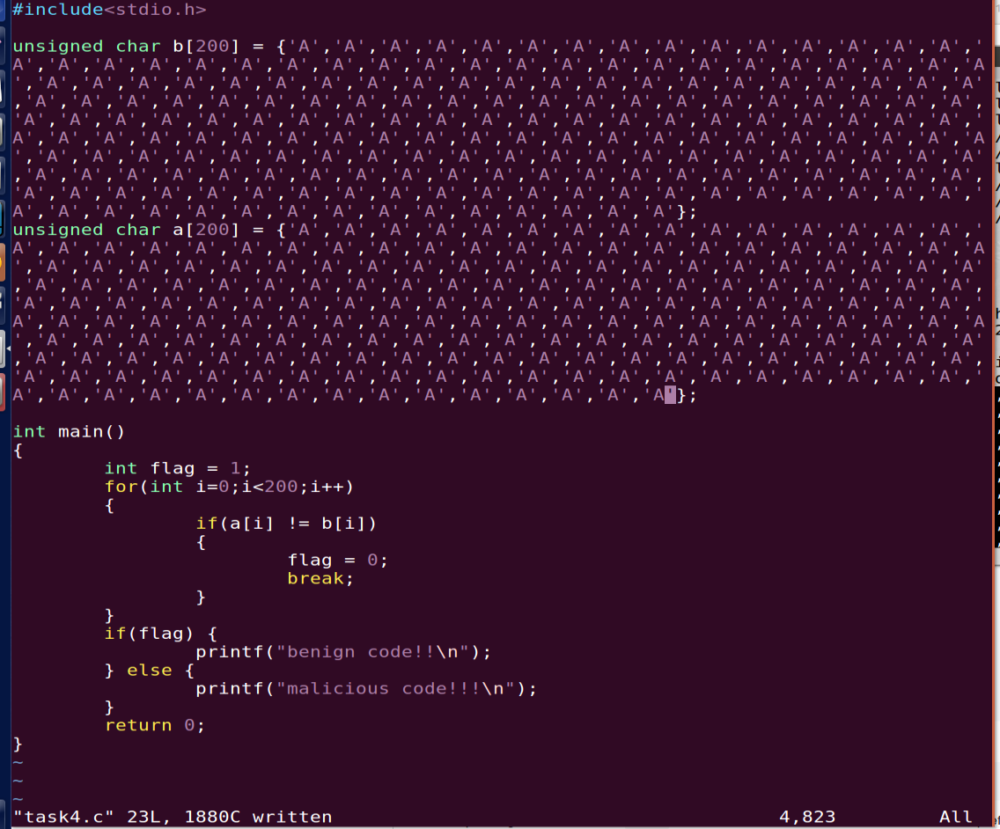 #include<stdio.h>
unsigned char b[200] = {'A','A','A','A','A','A','A','A','A','A','A','A','A','A','A','
A','A','A','A','A','A','A','A','A','A','A','A','A','A','A','A','A','A','A','A','A','A
','A','A','A','A','A','A','A','A','A','A','A','A','A','A','A','A','A','A','A','A','A'
,'A','A','A','A','A','A','A','A','A','A','A','A','A','A','A','A','A','A','A','A','A',
'A','A','A','A','A','A','A','A','A','A','A','A','A','A','A','A','A','A','A','A','A','
A','A','A','A','A','A','A','A','A','A','A','A','A','A','A','A','A','A','A','A','A','A
','A','A','A','A','A','A','A','A','A','A','A','A','A','A','A','A','A','A','A','A','A'
,'A','A','A','A','A','A','A','A','A','A','A','A','A','A','A','A','A','A','A','A','A',
'A','A','A','A','A','A','A','A','A','A','A','A','A','A','A','A','A','A','A','A','A','
A','A','A','A','A','A','A','A','A','A','A','A','A','A','A'};
unsigned char a[200] = {'A','A','A','A','A','A','A','A','A','A','A','A','A','A','A','
A','A','A','A','A','A','A','A','A','A','A','A','A','A','A','A','A','A','A','A','A','A
','A','A','A','A','A','A','A','A','A','A','A','A','A','A','A','A','A','A','A','A','A'
,'A','A','A','A','A','A','A','A','A','A','A','A','A','A','A','A','A','A','A','A','A',
'A','A','A','A','A','A','A','A','A','A','A','A','A','A','A','A','A','A','A','A','A','
A','A','A','A','A','A','A','A','A','A','A','A','A','A','A','A','A','A','A','A','A','A
','A','A','A','A','A','A','A','A','A','A','A','A','A','A','A','A','A','A','A','A','A'
,'A','A','A','A','A','A','A','A','A','A','A','A','A','A','A','A','A','A','A','A','A',
'A','A','A','A','A','A','A','A','A','A','A','A','A','A','A','A','A','A','A','A','A','
A','A','A','A','A','A','A','A','A','A','A','A','A','A','A'};
int main()
{
int flag = 1;
for(int i=0;i<200;i++)
{
if(a[i] != b[i])
{
flag = 0;
break;
}
}
if(flag) {
printf("benign code!!\n");
} else {
printf("malicious code!!!\n");
}
return 0;
}
~
~
~
"task4.c" 23L, 1880C written 4,823 All